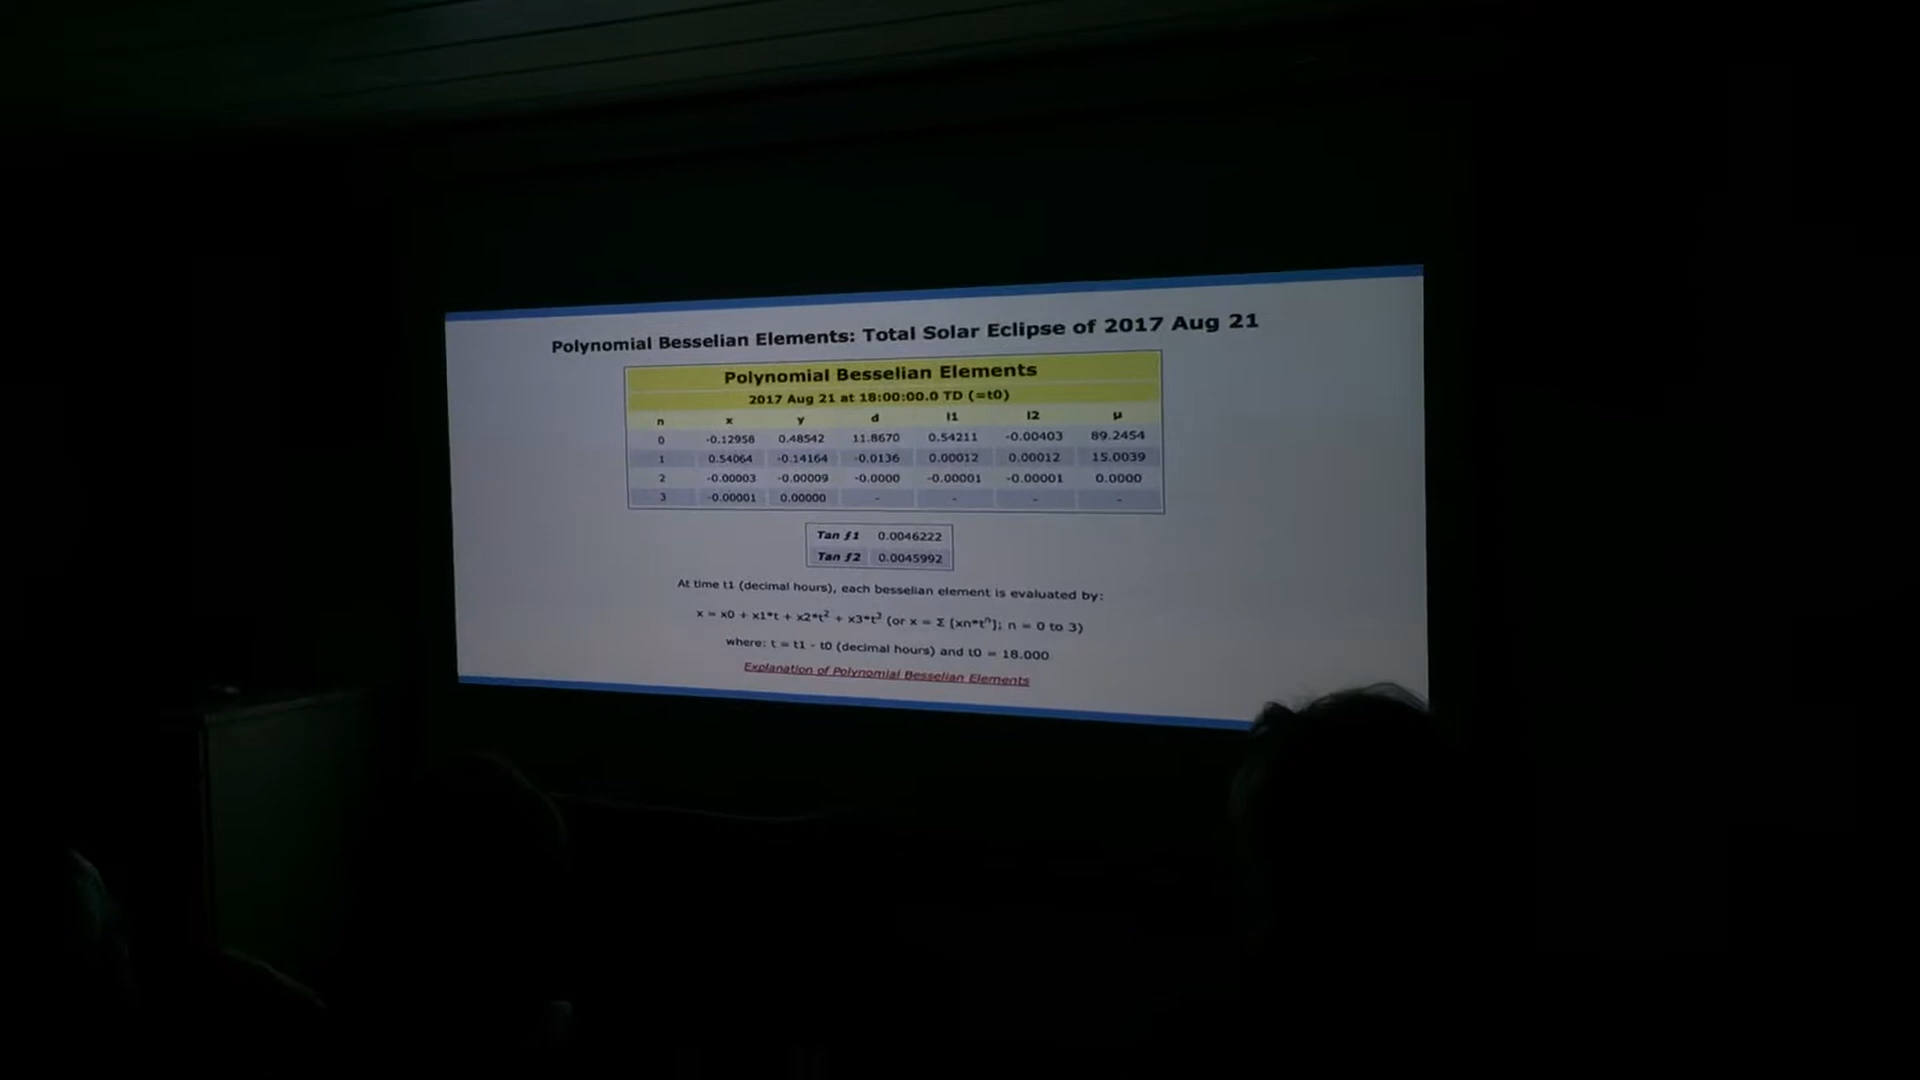 Polynomial Besselian Elements: Total Solar Eclipse of 2017 Aug 21
Polynomial Besselian Elements
2017 Aug 21 at 18:00:00.0 TD (=t0)
n x y d l1 l2 μ
0 -0.12958 0.48542 11.8670 0.54211 -0.00403 89.2454
1 0.54064 -0.14164 -0.0136 0.00012 0.00012 15.0039
2 -0.00003 -0.00009 -0.0000 -0.00001 -0.00001 0.0000
3 -0.00001 0.00000 - - - -
Tan ƒ1 0.0046222
Tan ƒ2 0.0045992
At time t1 (decimal hours), each besselian element is evaluated by:
x = x0 + x1*t + x2*t² + x3*t³ (or x = Σ [xn*tⁿ]; n = 0 to 3)
where: t = t1 - t0 (decimal hours) and t0 = 18.000
Explanation of Polynomial Besselian Elements